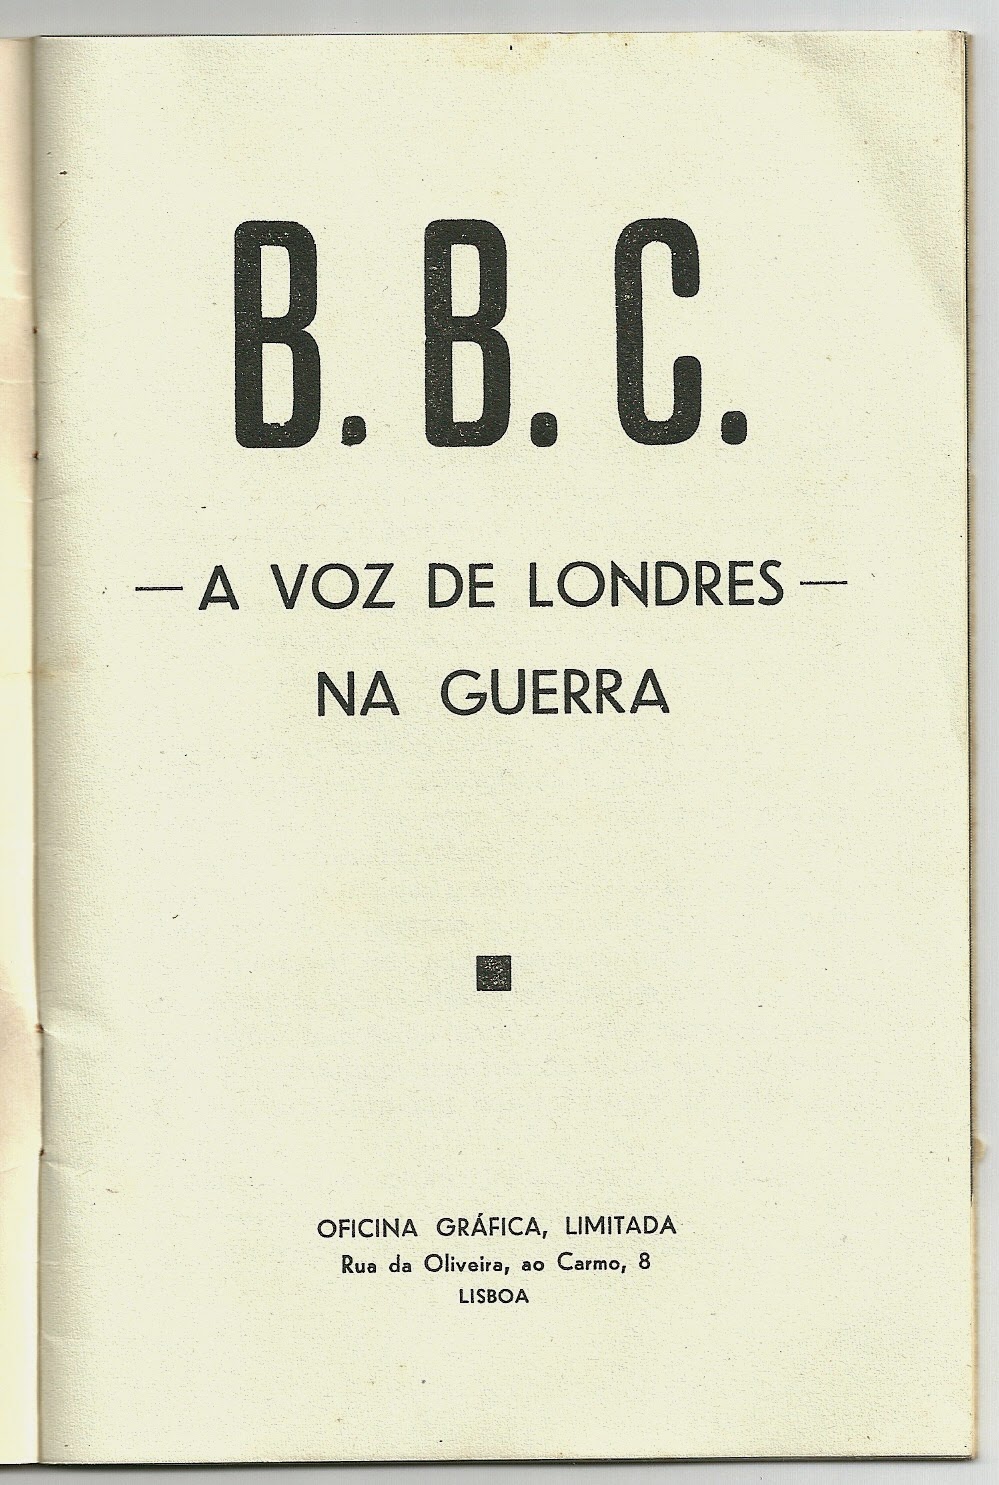 B. B. C.
— A VOZ DE LONDRES —
NA GUERRA
OFICINA GRÁFICA, LIMITADA
Rua da Oliveira, ao Carmo, 8
LISBOA